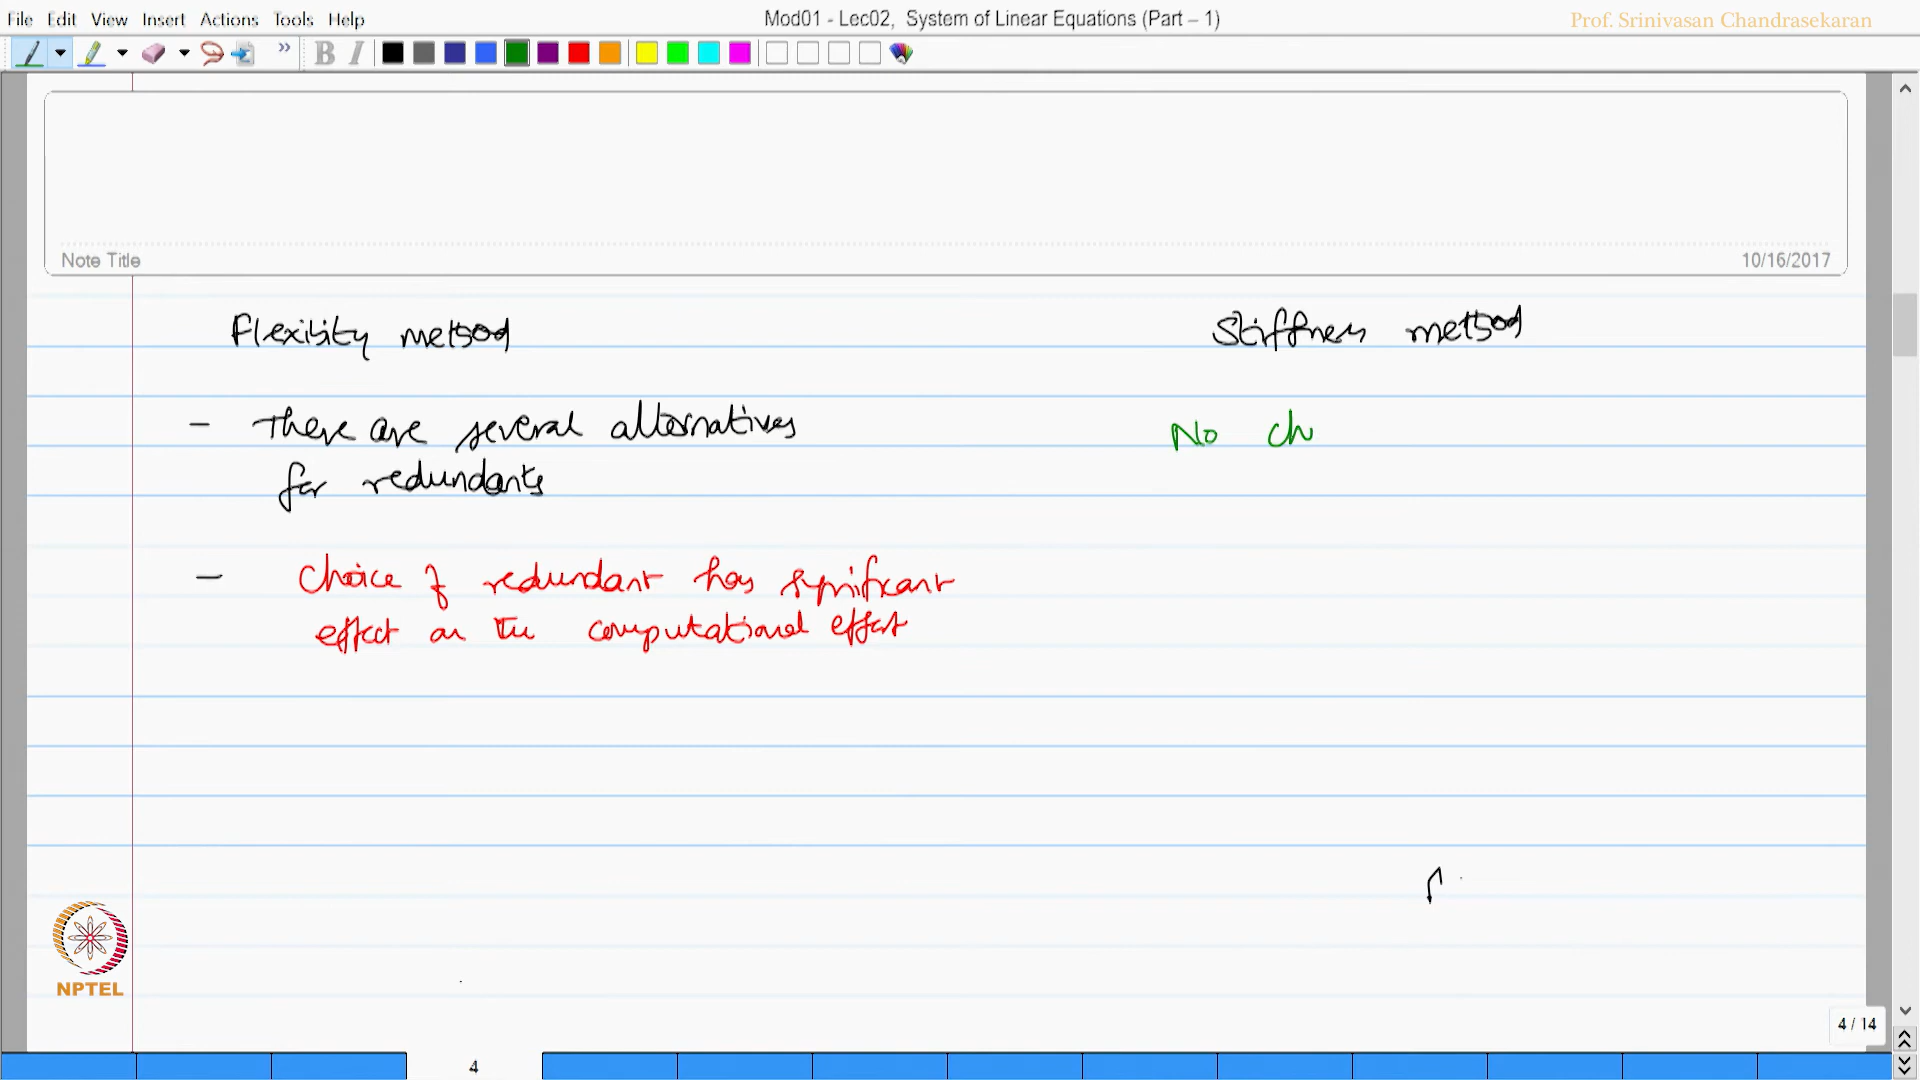 File Edit View Insert Actions Tools Help
Mod01 - Lec02, System of Linear Equations (Part – 1)
Prof. Srinivasan Chandrasekaran
B I
Note Title
10/16/2017
Flexibility method
Stiffness method
- There are several alternatives
for redundants
No ch
- Choice of redundant has significant
effect on the computational effort
NPTEL
4 / 14
4